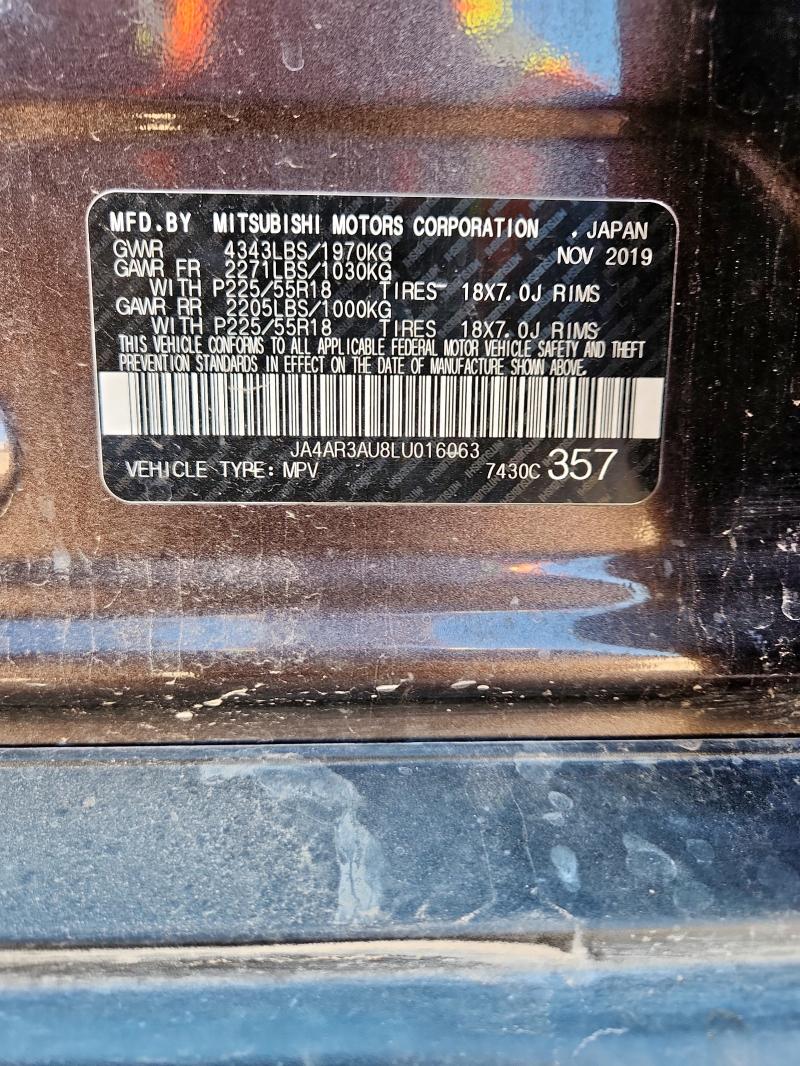 MFD.BY MITSUBISHI MOTORS CORPORATION , JAPAN
GWWR 4343LBS/1970KG NOV 2019
GAWR FR 2271LBS/1030KG
WITH P225/55R18 TIRES 18X7.0J RIMS
GAWR RR 2205LBS/1000KG
WITH P225/55R18 TIRES 18X7.0J RIMS
THIS VEHICLE CONFORMS TO ALL APPLICABLE FEDERAL MOTOR VEHICLE SAFETY AND THEFT
PREVENTION STANDARDS IN EFFECT ON THE DATE OF MANUFACTURE SHOWN ABOVE.
JA4AR3AU8LU016063
VEHICLE TYPE: MPV 7430C 357